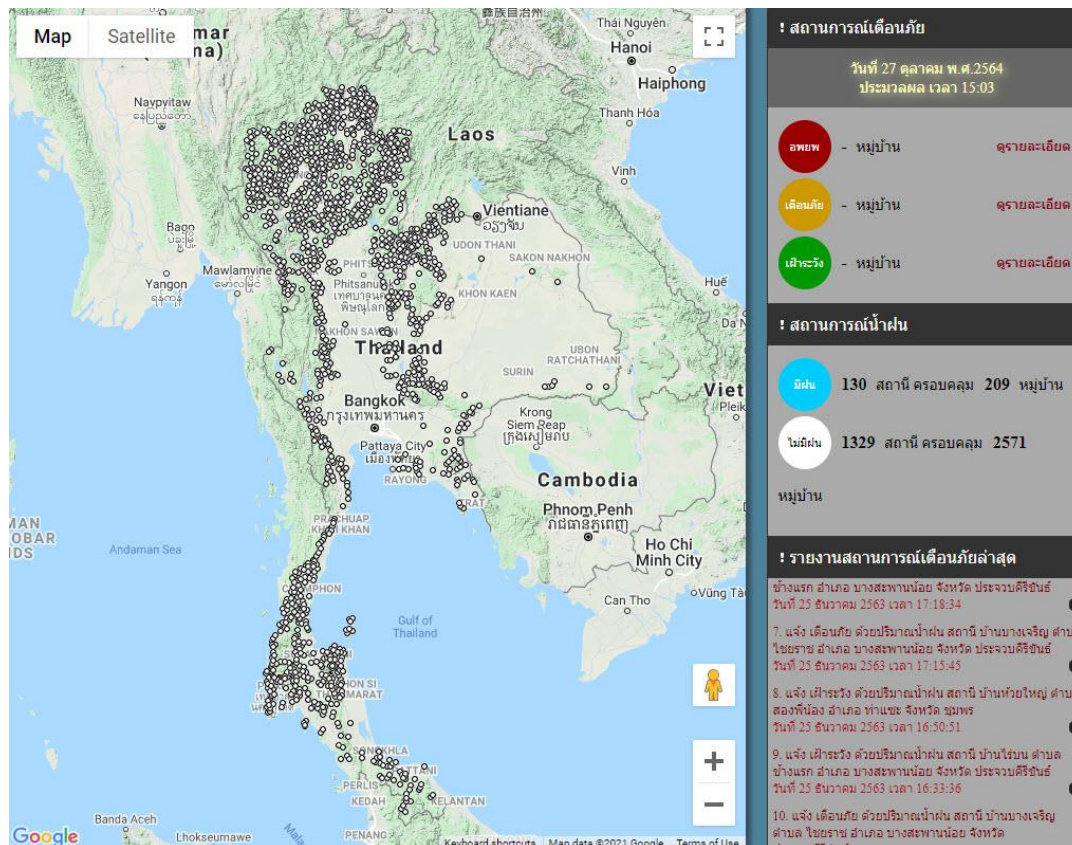 Map
Satellite
mar
Thái Nguyên
Hanoi
Haiphong
Naypyitaw
နေပြည်တော်
Laos
Thanh Hóa
Vinh
Vientiane
ວຽງຈັນ
Bago
UDON THANI
SAKON NAKHON
Yangon
ရန်ကုန်
Mawlamyine
Phitsanulok
KHON KAEN
Huế
Da N
Thailand
UBON
RATCHATHANI
SURIN
Viet
Pleik
Bangkok
กรุงเทพมหานคร
Krong
Siem Reap
Pattaya City
RAYONG
TRAT
Cambodia
Phnom Penh
រាជធានីភ្នំពេញ
Ho Chi
Minh City
Andaman Sea
Can Tho
Vũng Tàu
Gulf of
Thailand
SONGKHLA
PERLIS
KEDAH
KELANTAN
PENANG
Banda Aceh
Lhokseumawe
Google
Keyboard shortcuts
Map data ©2021 Google
Terms of Use
! สถานการณ์เตือนภัย
วันที่ 27 ตุลาคม พ.ศ.2564
ประมวลผล เวลา 15:03
อพยพ - หมู่บ้าน ดูรายละเอียด
เตือนภัย - หมู่บ้าน ดูรายละเอียด
เฝ้าระวัง - หมู่บ้าน ดูรายละเอียด
! สถานการณ์น้ำฝน
มีฝน 130 สถานี ครอบคลุม 209 หมู่บ้าน
ไม่มีฝน 1329 สถานี ครอบคลุม 2571
หมู่บ้าน
! รายงานสถานการณ์เตือนภัยล่าสุด
ช้างแรก อำเภอ บางสะพานน้อย จังหวัด ประจวบคีรีขันธ์
วันที่ 25 ธันวาคม 2563 เวลา 17:18:34
7. แจ้ง เตือนภัย ด้วยปริมาณน้ำฝน สถานี บ้านบางเจริญ ตำบ
ไชยราช อำเภอ บางสะพานน้อย จังหวัด ประจวบคีรีขันธ์
วันที่ 25 ธันวาคม 2563 เวลา 17:15:45
8. แจ้ง เฝ้าระวัง ด้วยปริมาณน้ำฝน สถานี บ้านห้วยใหญ่ ตำบ
สองพี่น้อง อำเภอ ท่าแซะ จังหวัด ชุมพร
วันที่ 25 ธันวาคม 2563 เวลา 16:50:51
9. แจ้ง เฝ้าระวัง ด้วยปริมาณน้ำฝน สถานี บ้านไร่บน ตำบล
ช้างแรก อำเภอ บางสะพานน้อย จังหวัด ประจวบคีรีขันธ์
วันที่ 25 ธันวาคม 2563 เวลา 16:33:36
10. แจ้ง เตือนภัย ด้วยปริมาณน้ำฝน สถานี บ้านบางเจริญ
ตำบล ไชยราช อำเภอ บางสะพานน้อย จังหวัด